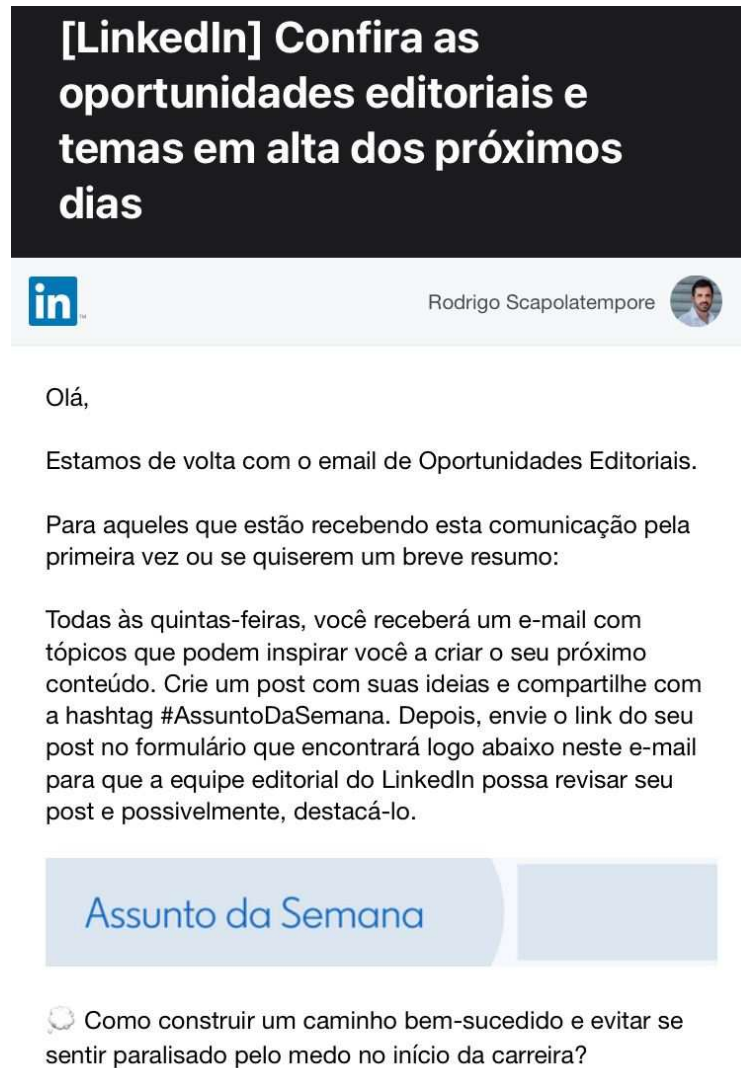 [LinkedIn] Confira as
oportunidades editoriais e
temas em alta dos próximos
dias
in
Rodrigo Scapolatempore
Olá,
Estamos de volta com o email de Oportunidades Editoriais.
Para aqueles que estão recebendo esta comunicação pela
primeira vez ou se quiserem um breve resumo:
Todas às quintas-feiras, você receberá um e-mail com
tópicos que podem inspirar você a criar o seu próximo
conteúdo. Crie um post com suas ideias e compartilhe com
a hashtag #AssuntoDaSemana. Depois, envie o link do seu
post no formulário que encontrará logo abaixo neste e-mail
para que a equipe editorial do LinkedIn possa revisar seu
post e possivelmente, destacá-lo.
Assunto da Semana
💭 Como construir um caminho bem-sucedido e evitar se
sentir paralisado pelo medo no início da carreira?